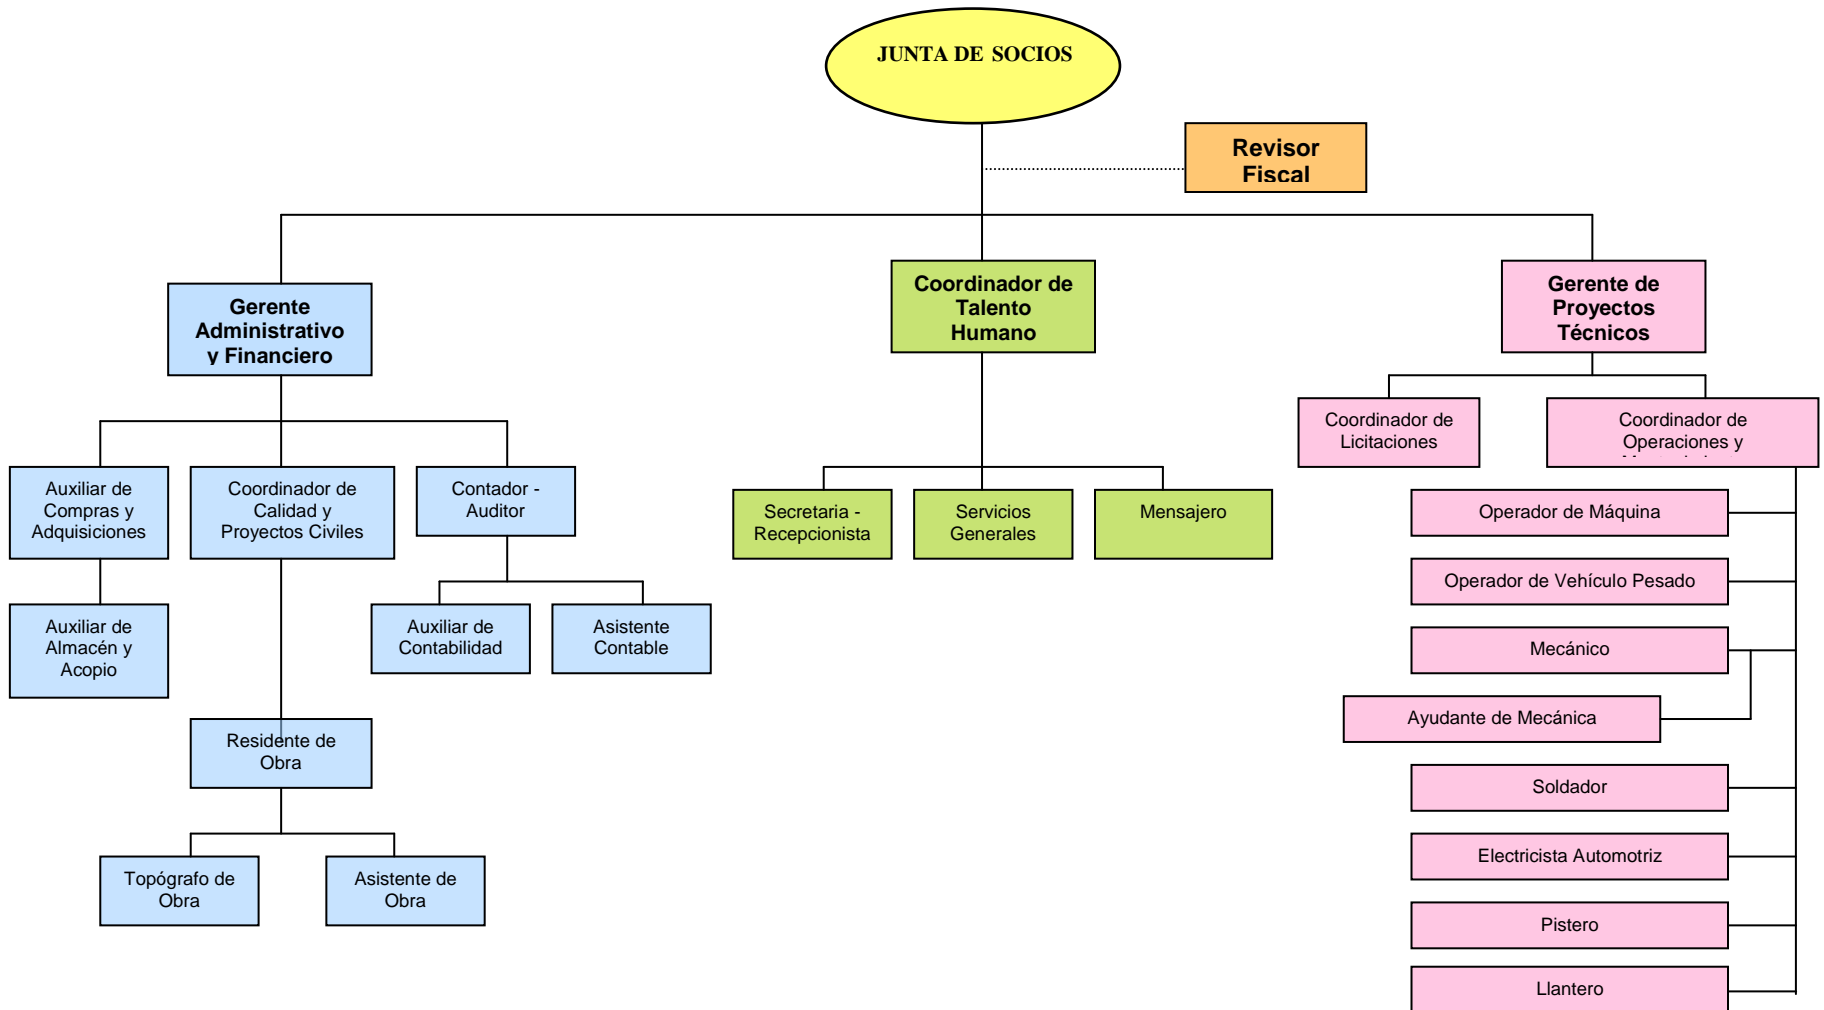 JUNTA DE SOCIOS
Revisor
Fiscal
Gerente
Administrativo
y Financiero
Coordinador de
Talento
Humano
Gerente de
Proyectos
Técnicos
Coordinador de
Licitaciones
Coordinador de
Operaciones y
Auxiliar de
Compras y
Adquisiciones
Coordinador de
Calidad y
Proyectos Civiles
Contador -
Auditor
Secretaria -
Recepcionista
Servicios
Generales
Mensajero
Operador de Máquina
Operador de Vehículo Pesado
Auxiliar de
Almacén y
Acopio
Auxiliar de
Contabilidad
Asistente
Contable
Mecánico
Ayudante de Mecánica
Residente de
Obra
Soldador
Electricista Automotriz
Topógrafo de
Obra
Asistente de
Obra
Pistero
Llantero